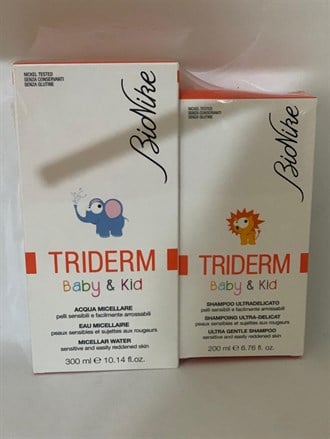 NICKEL TESTED
SENZA CONSERVANTI
SENZA GLUTINE
BioNike
TRIDERM
Baby & Kid
ACQUA MICELLARE
pelli sensibili e facilmente arrossabili
EAU MICELLAIRE
peaux sensibles et sujettes aux rougeurs
MICELLAR WATER
sensitive and easily reddened skin
300 ml e 10.14 fl.oz.
NICKEL TESTED
SENZA CONSERVANTI
SENZA GLUTINE
BioNike
TRIDERM
Baby & Kid
SHAMPOO ULTRADELICATO
pelli sensibili e facilmente arrossabili
SHAMPOING ULTRA-DELICAT
peaux sensibles et sujettes aux rougeurs
ULTRA GENTLE SHAMPOO
sensitive and easily reddened skin
200 ml e 6.76 fl.oz.